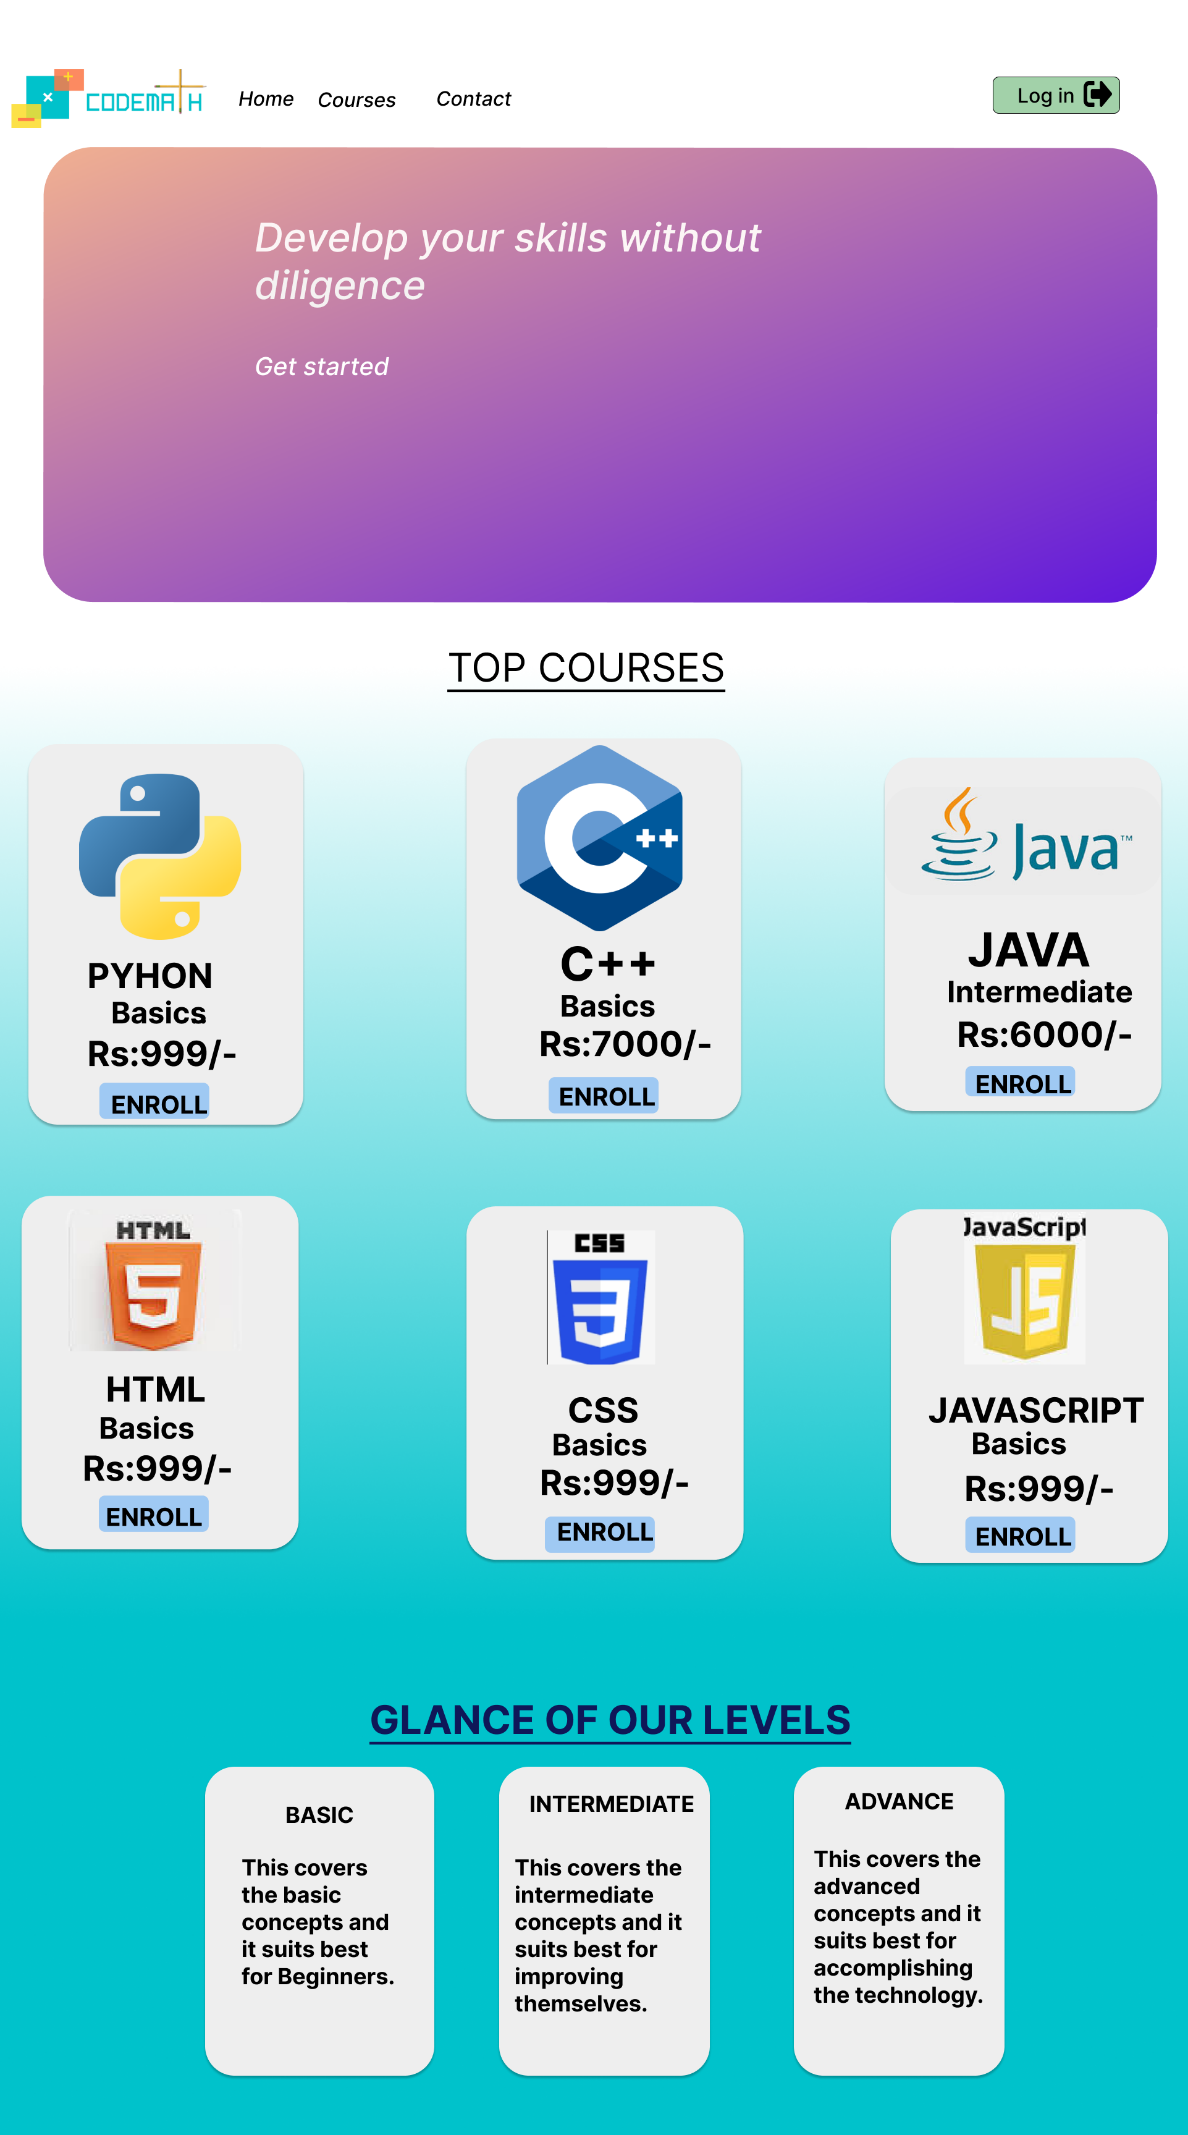 CODEMATH
Home Courses Contact
Log in
Develop your skills without
diligence
Get started
TOP COURSES
PYHON
Basics
Rs:999/-
ENROLL
C++
C++
Basics
Rs:7000/-
ENROLL
Java™
JAVA
Intermediate
Rs:6000/-
ENROLL
HTML
5
HTML
Basics
Rs:999/-
ENROLL
CSS
3
CSS
Basics
Rs:999/-
ENROLL
JavaScript
JS
JAVASCRIPT
Basics
Rs:999/-
ENROLL
GLANCE OF OUR LEVELS
BASIC
This covers
the basic
concepts and
it suits best
for Beginners.
INTERMEDIATE
This covers the
intermediate
concepts and it
suits best for
improving
themselves.
ADVANCE
This covers the
advanced
concepts and it
suits best for
accomplishing
the technology.